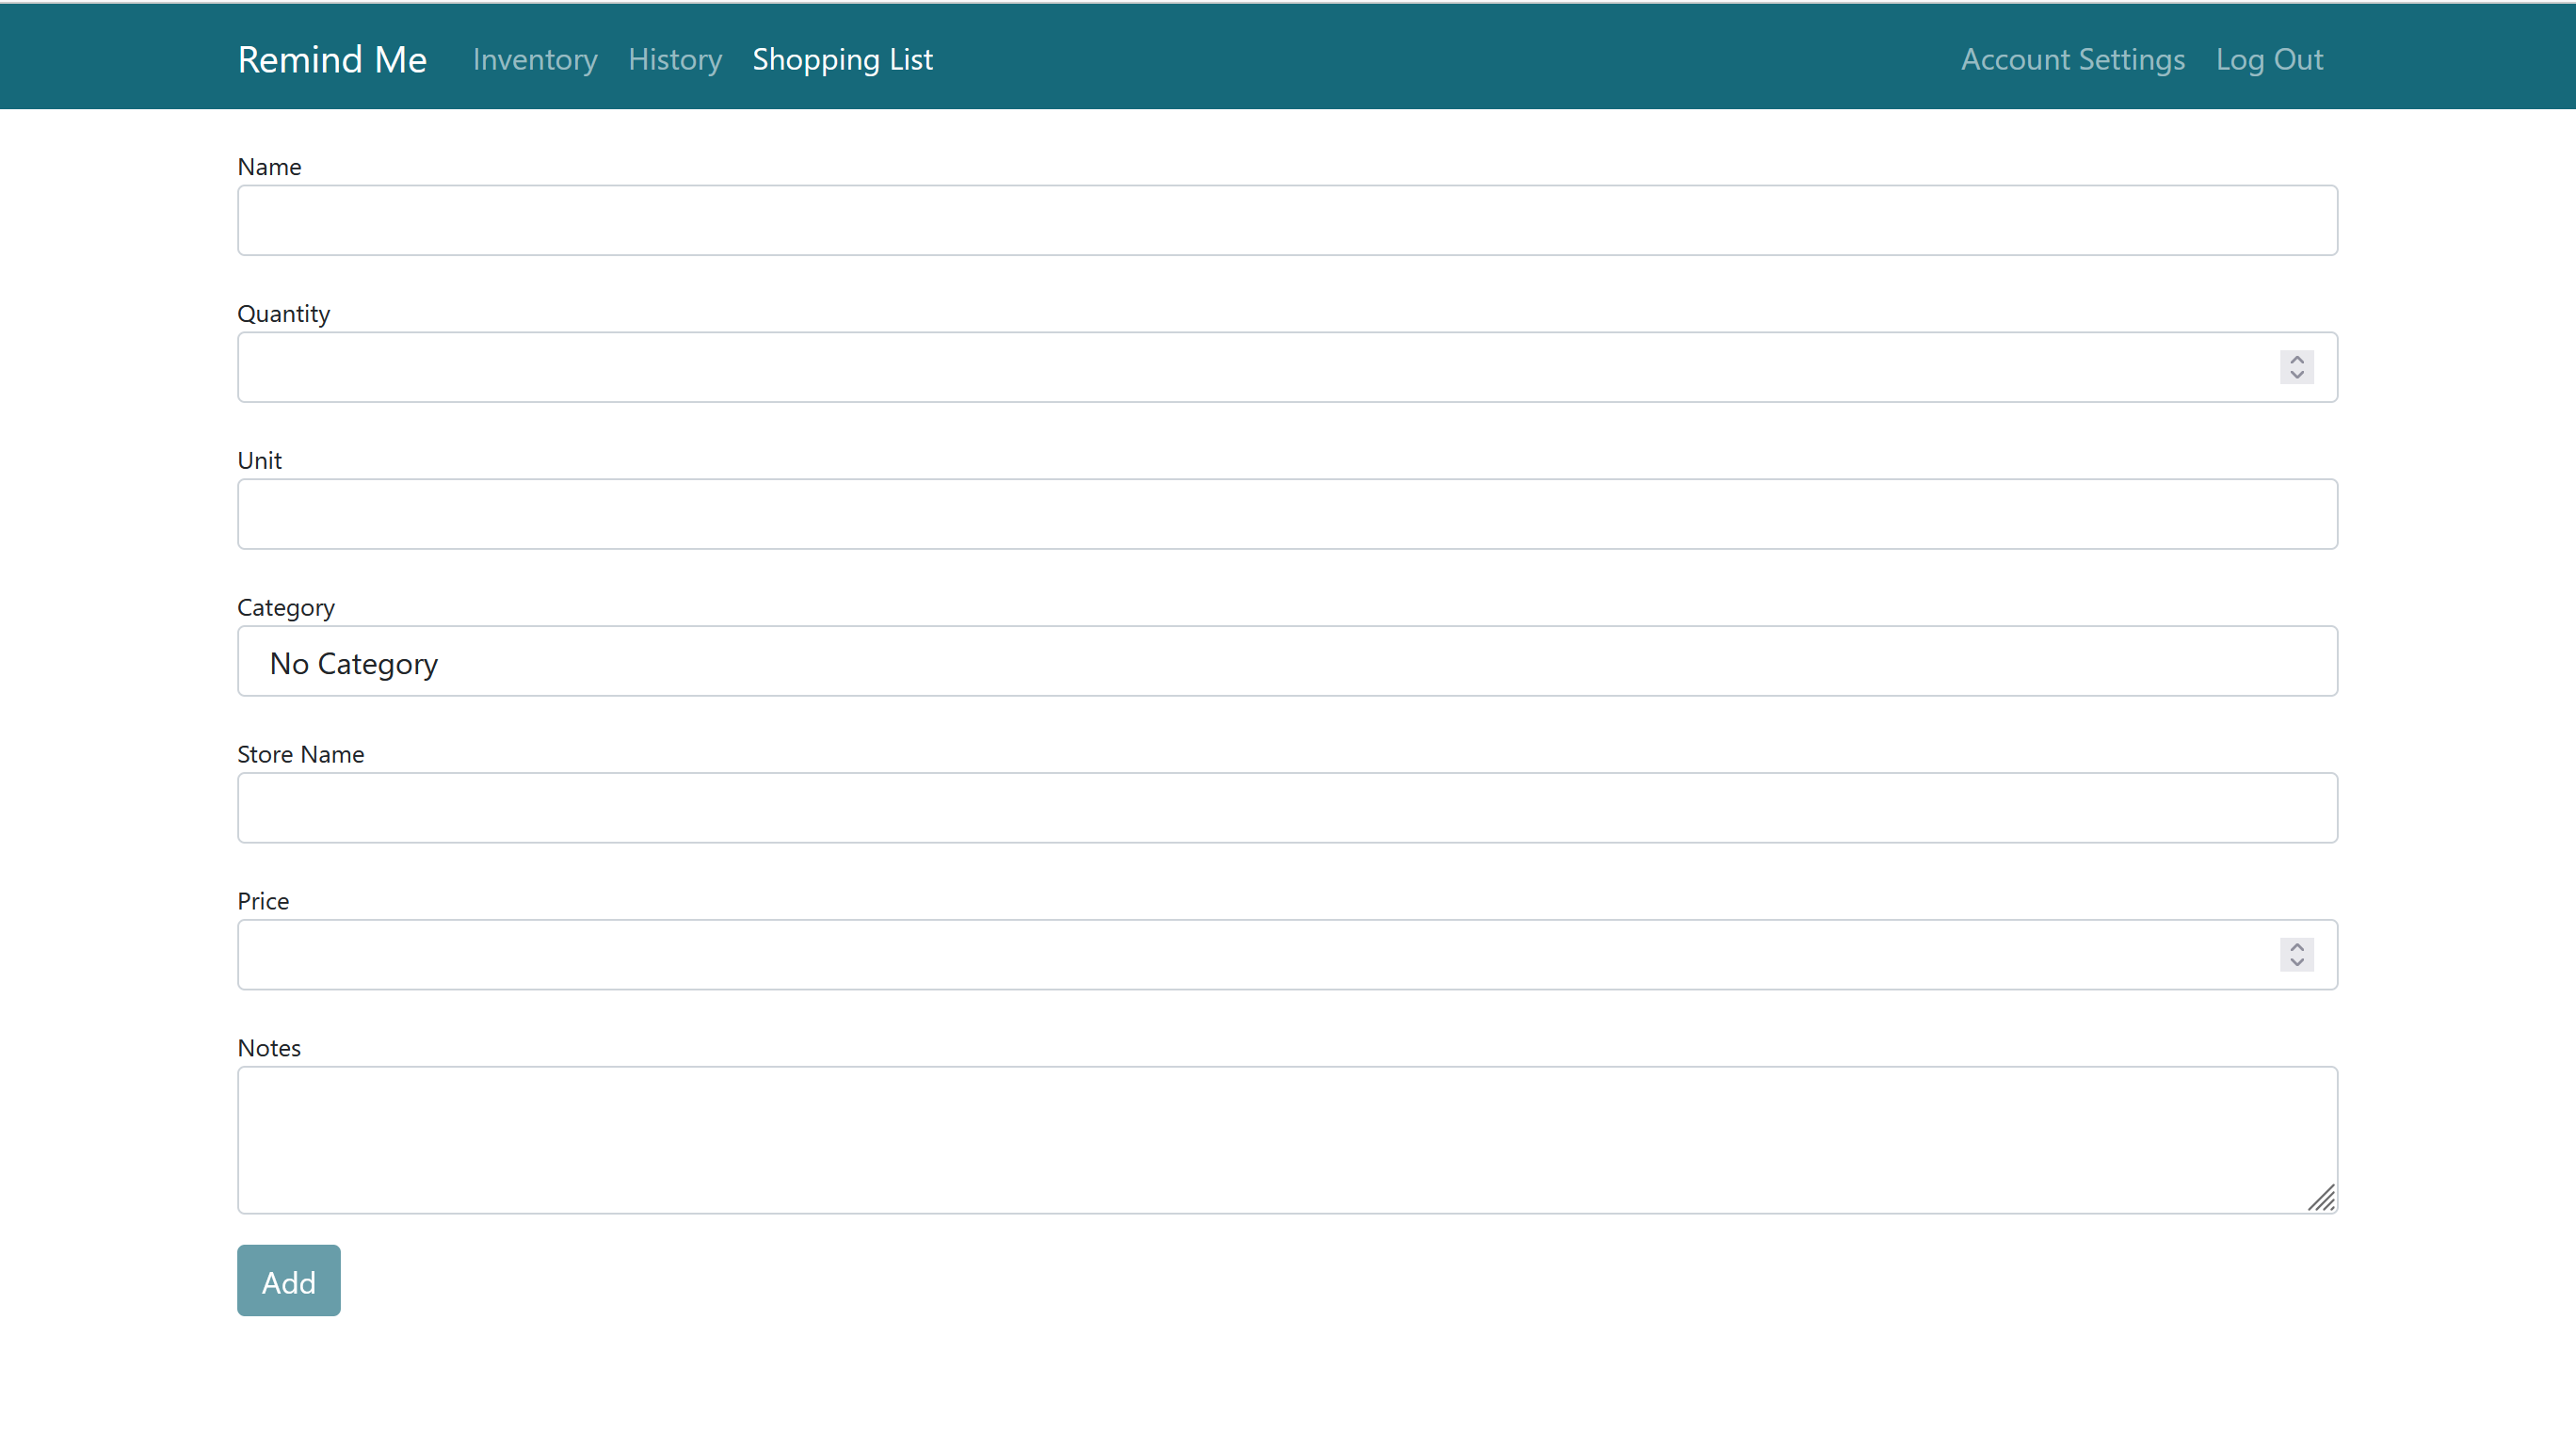 Remind Me Inventory History Shopping List Account Settings Log Out
Name
Quantity
Unit
Category
No Category
Store Name
Price
Notes
Add